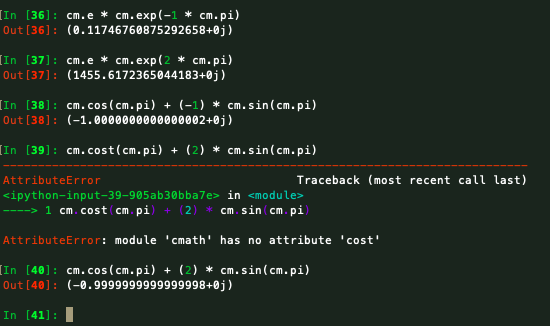 [In [36]: cm.e * cm.exp(-1 * cm.pi)
Out[36]: (0.11746760875292658+0j)
[In [37]: cm.e * cm.exp(2 * cm.pi)
Out[37]: (1455.6172365044183+0j)
[In [38]: cm.cos(cm.pi) + (-1) * cm.sin(cm.pi)
Out[38]: (-1.0000000000000002+0j)
[In [39]: cm.cost(cm.pi) + (2) * cm.sin(cm.pi)
---------------------------------------------------------------------------
AttributeError                            Traceback (most recent call last)
<ipython-input-39-905ab30bba7e> in <module>
----> 1 cm.cost(cm.pi) + (2) * cm.sin(cm.pi)
AttributeError: module 'cmath' has no attribute 'cost'
[In [40]: cm.cos(cm.pi) + (2) * cm.sin(cm.pi)
Out[40]: (-0.9999999999999998+0j)
In [41]: